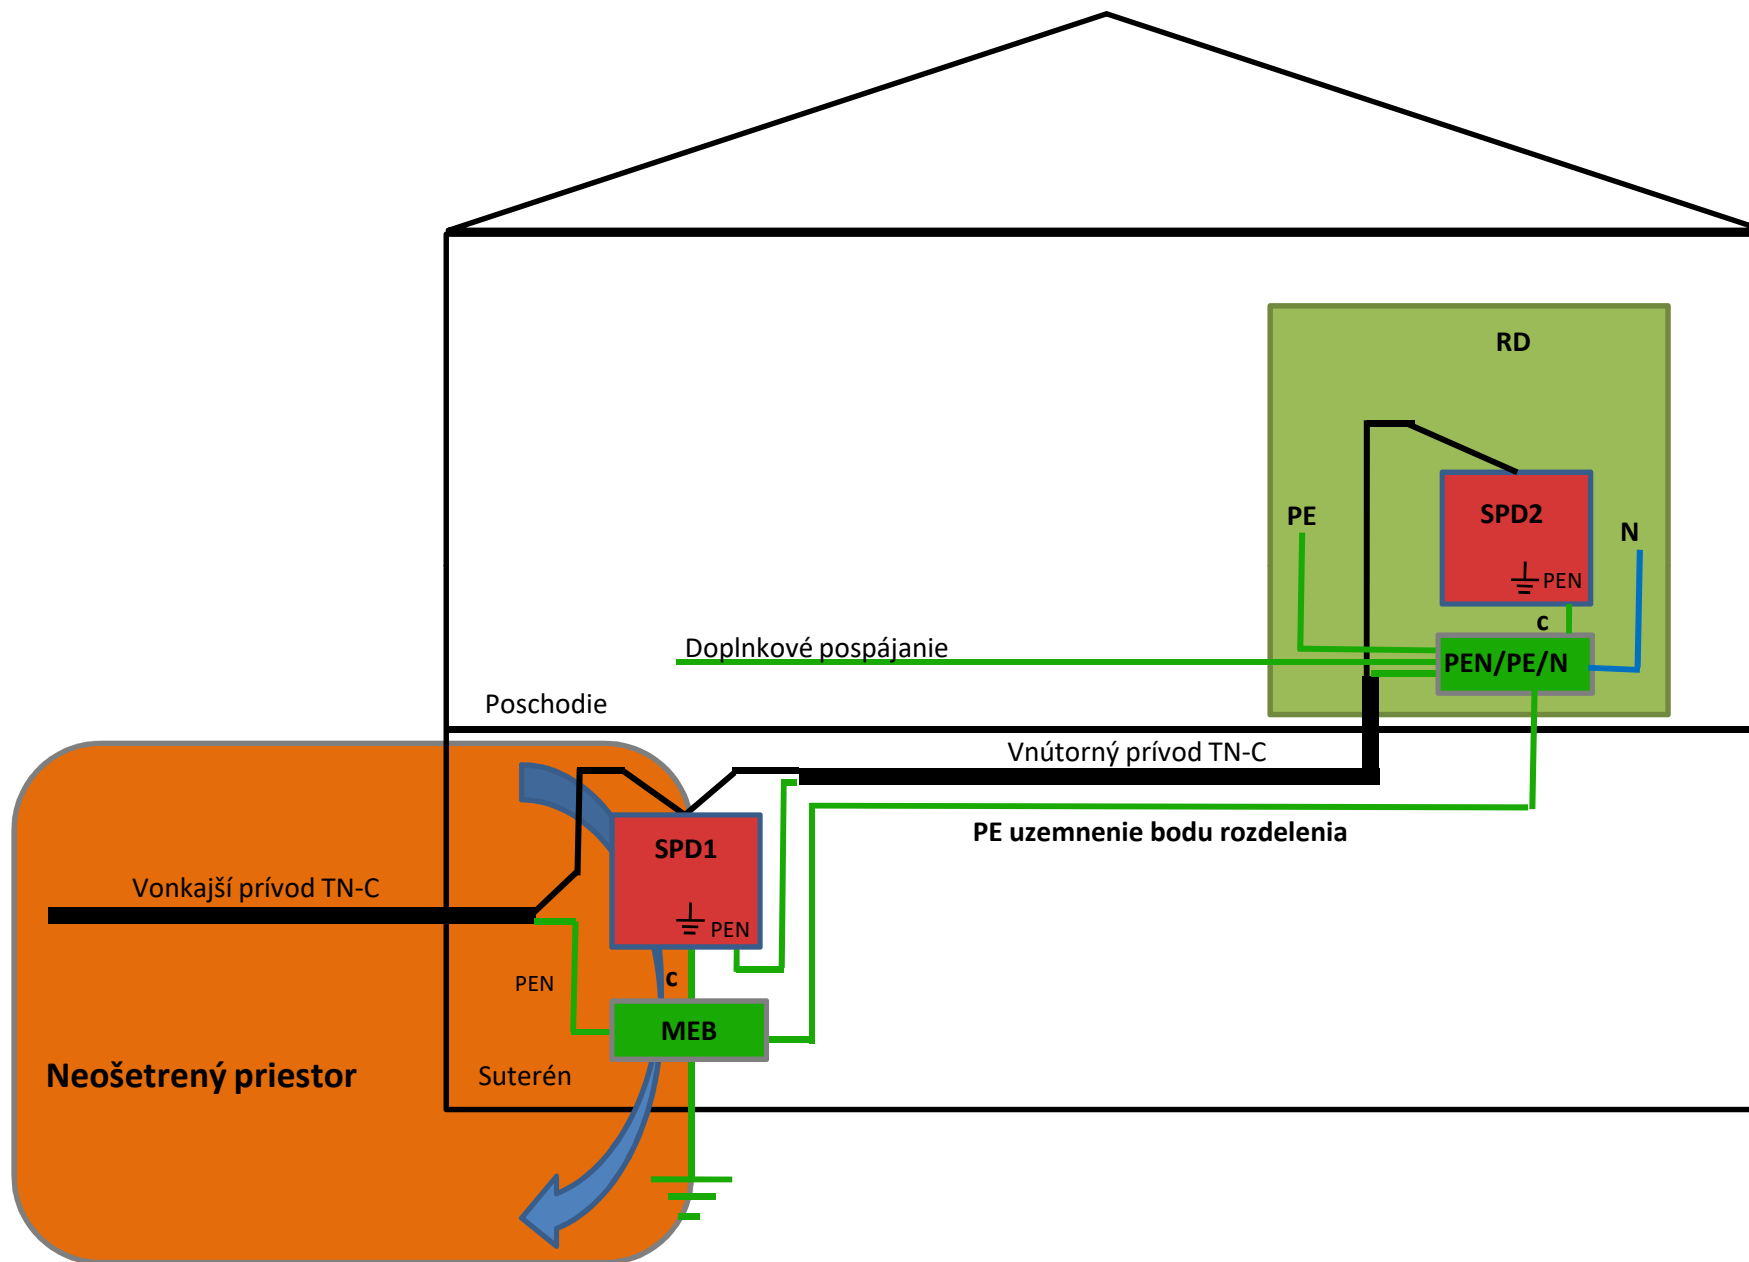 RD
PE
SPD2
N
PEN
c
Doplnkové pospájanie
PEN/PE/N
Poschodie
Vnútorný prívod TN-C
PE uzemnenie bodu rozdelenia
SPD1
Vonkajší prívod TN-C
PEN
c
PEN
MEB
Neošetrený priestor
Suterén